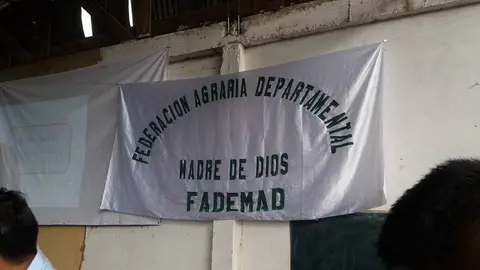 FEDERACION AGRARIA DEPARTAMENTAL
MADRE DE DIOS
FADEMAD